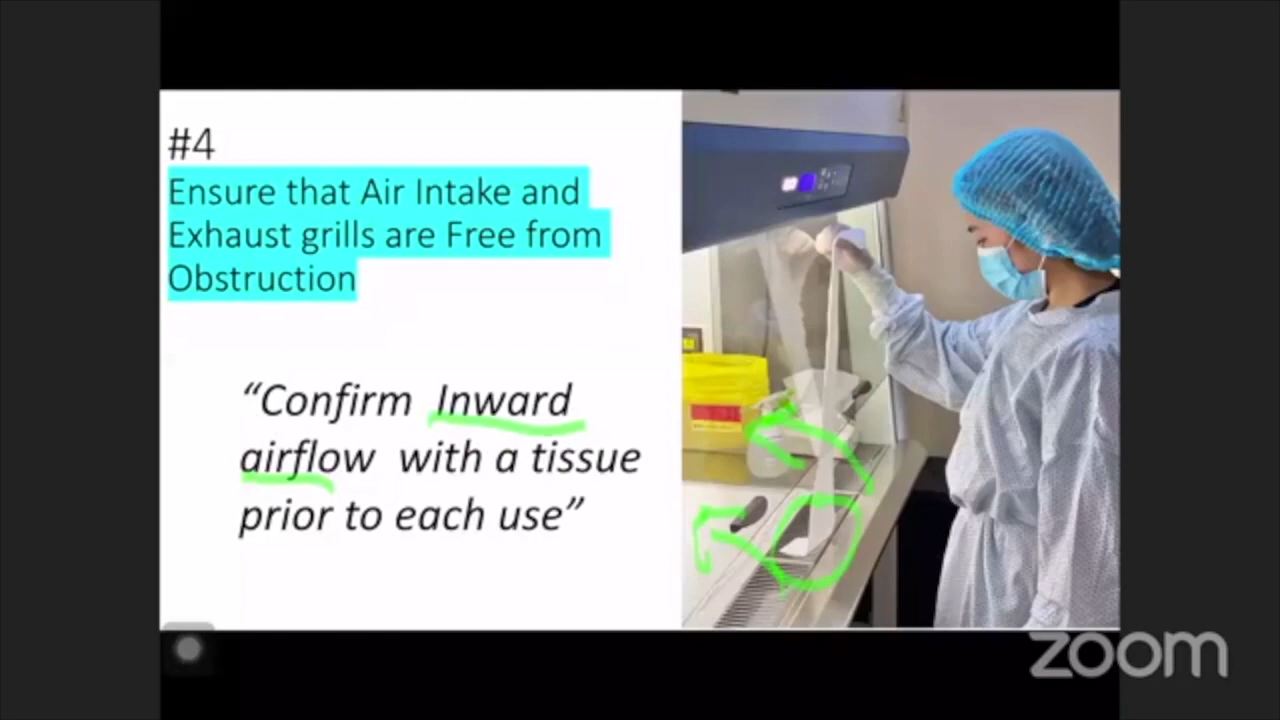 #4
Ensure that Air Intake and
Exhaust grills are Free from
Obstruction
“Confirm Inward
airflow with a tissue
prior to each use”
zoom